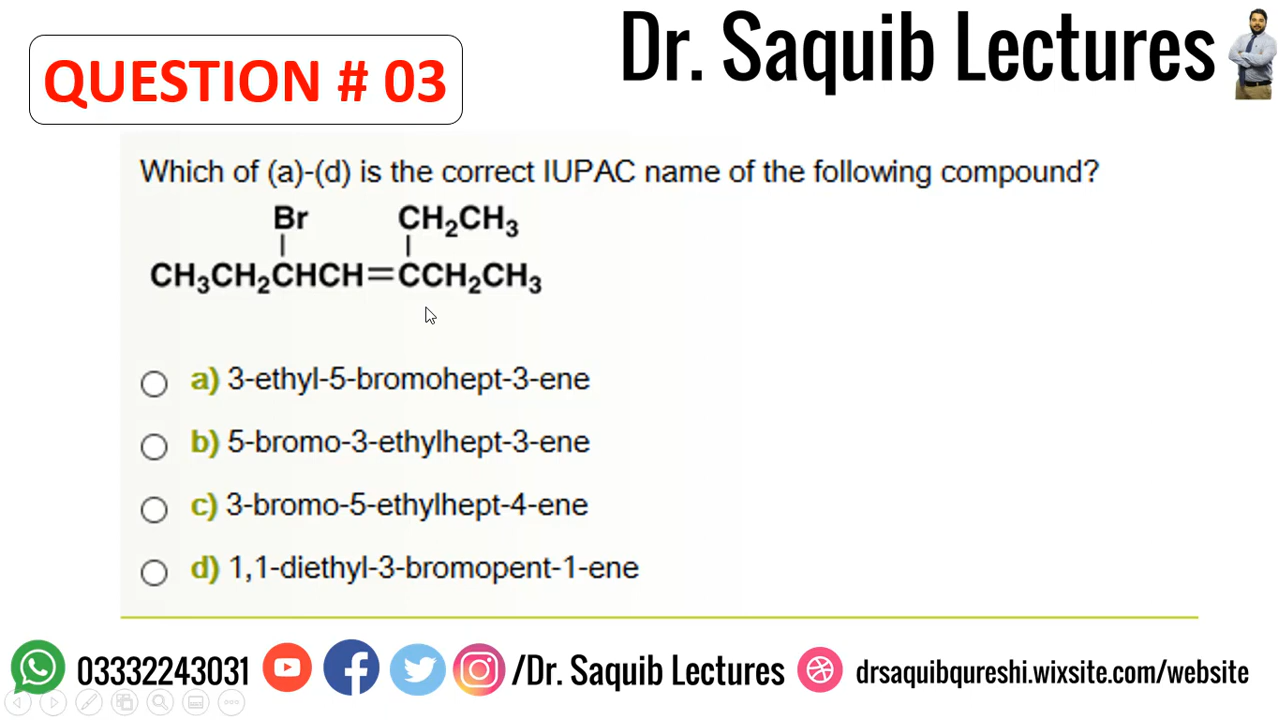 Dr. Saquib Lectures
QUESTION # 03
Which of (a)-(d) is the correct IUPAC name of the following compound?
Br CH₂CH₃
CH₃CH₂CHCH=CCH₂CH₃
a) 3-ethyl-5-bromohept-3-ene
b) 5-bromo-3-ethylhept-3-ene
c) 3-bromo-5-ethylhept-4-ene
d) 1,1-diethyl-3-bromopent-1-ene
03332243031 /Dr. Saquib Lectures drsaquibqureshi.wixsite.com/website